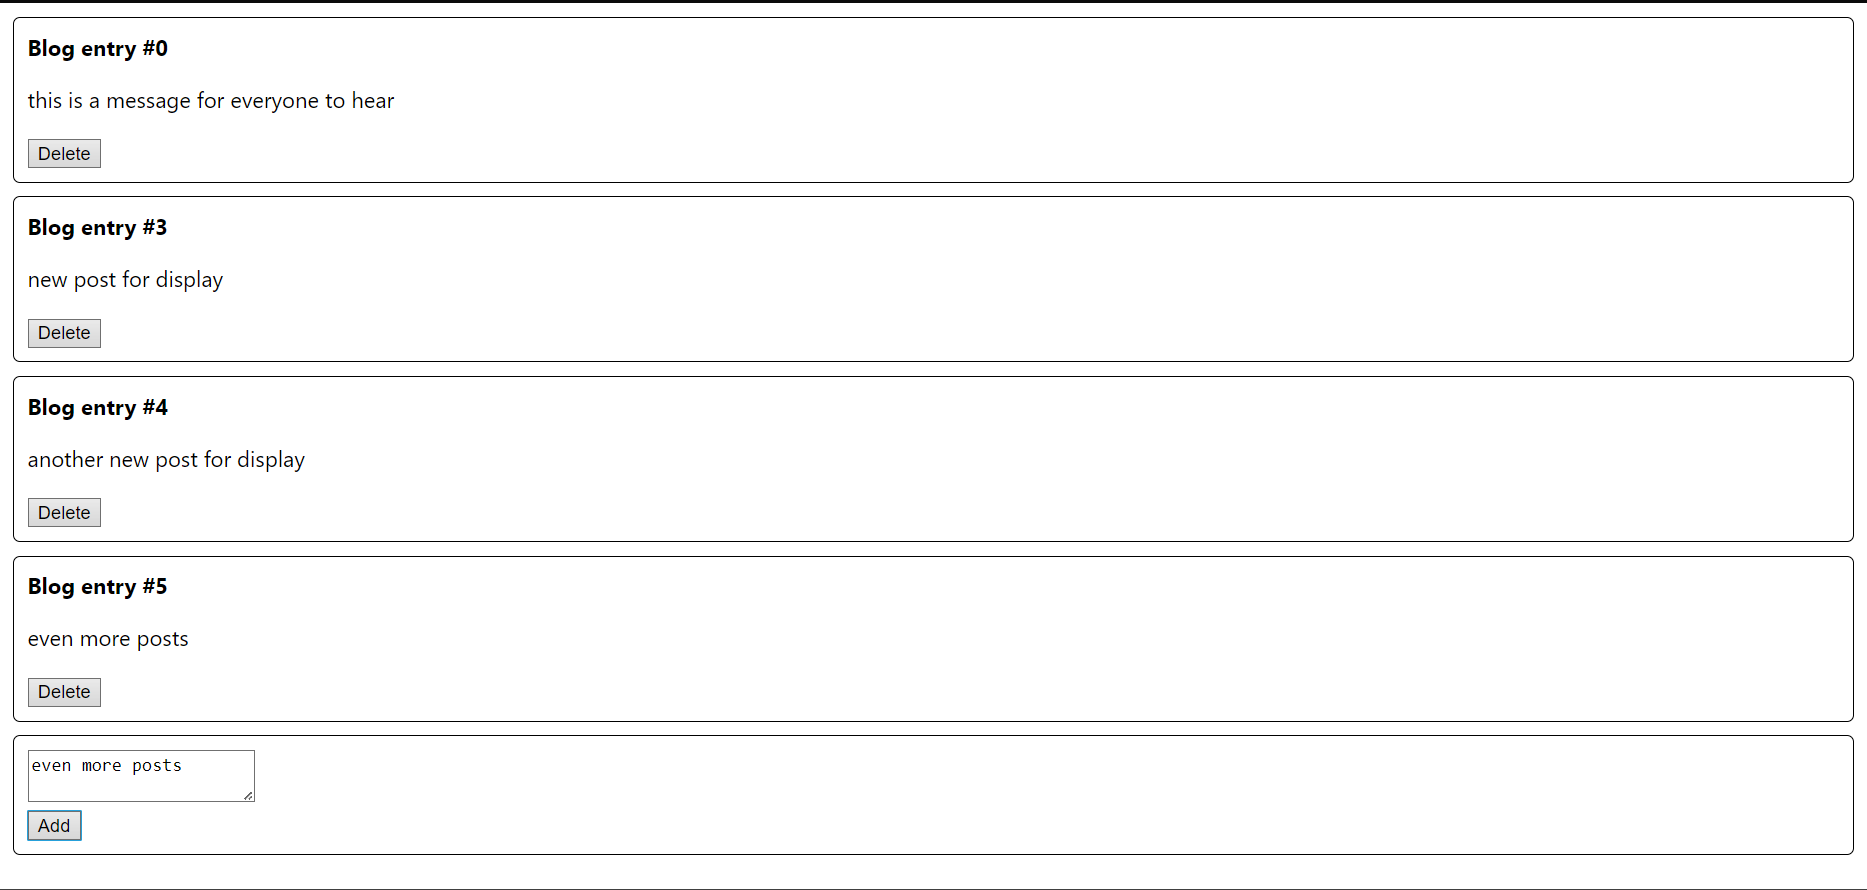 Blog entry #0
this is a message for everyone to hear
Delete
Blog entry #3
new post for display
Delete
Blog entry #4
another new post for display
Delete
Blog entry #5
even more posts
Delete
even more posts
Add